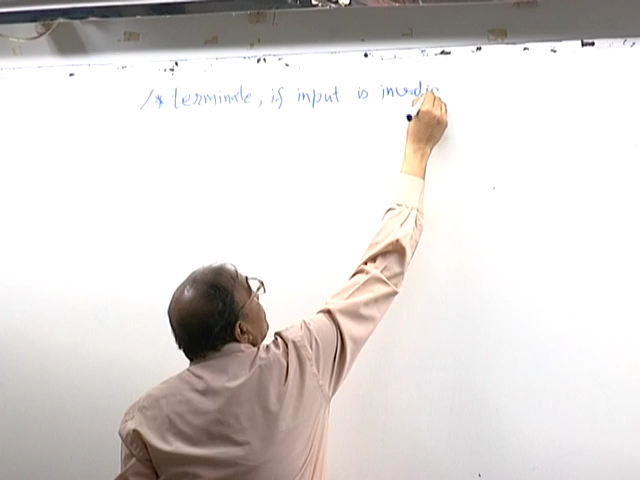 /* terminate, if input is invalid